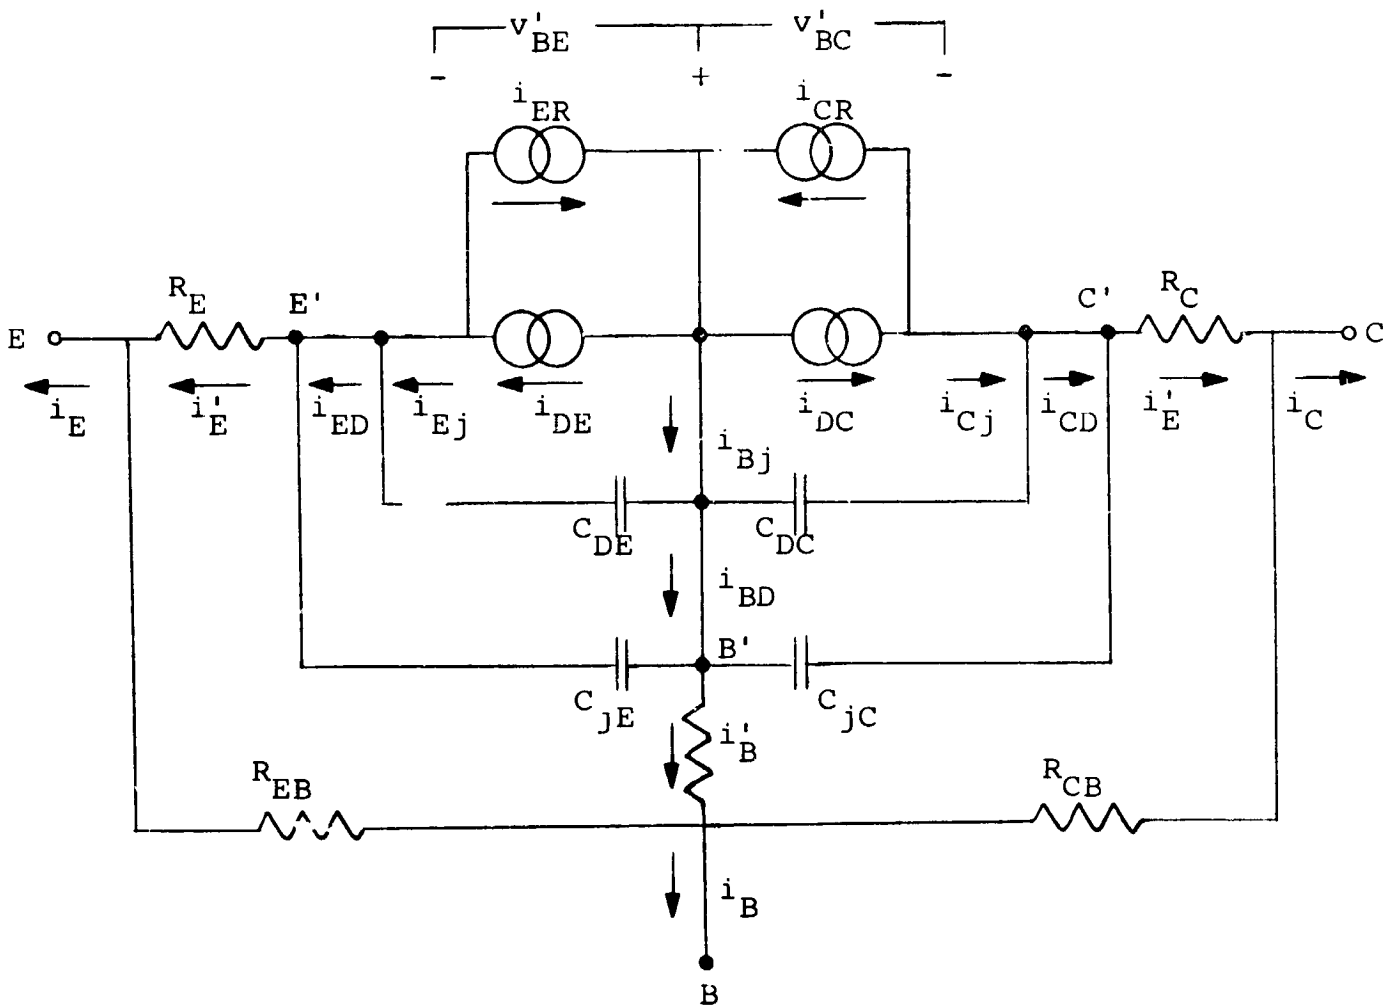 v'BE v'BC
- + -
iER iCR
RE E' C' RC
E C
iE i'E iED iEj iDE iDC iCj iCD i'E iC
iBj
CDE CDC
iBD
B'
CjE CjC
i'B
REB RCB
iB
B